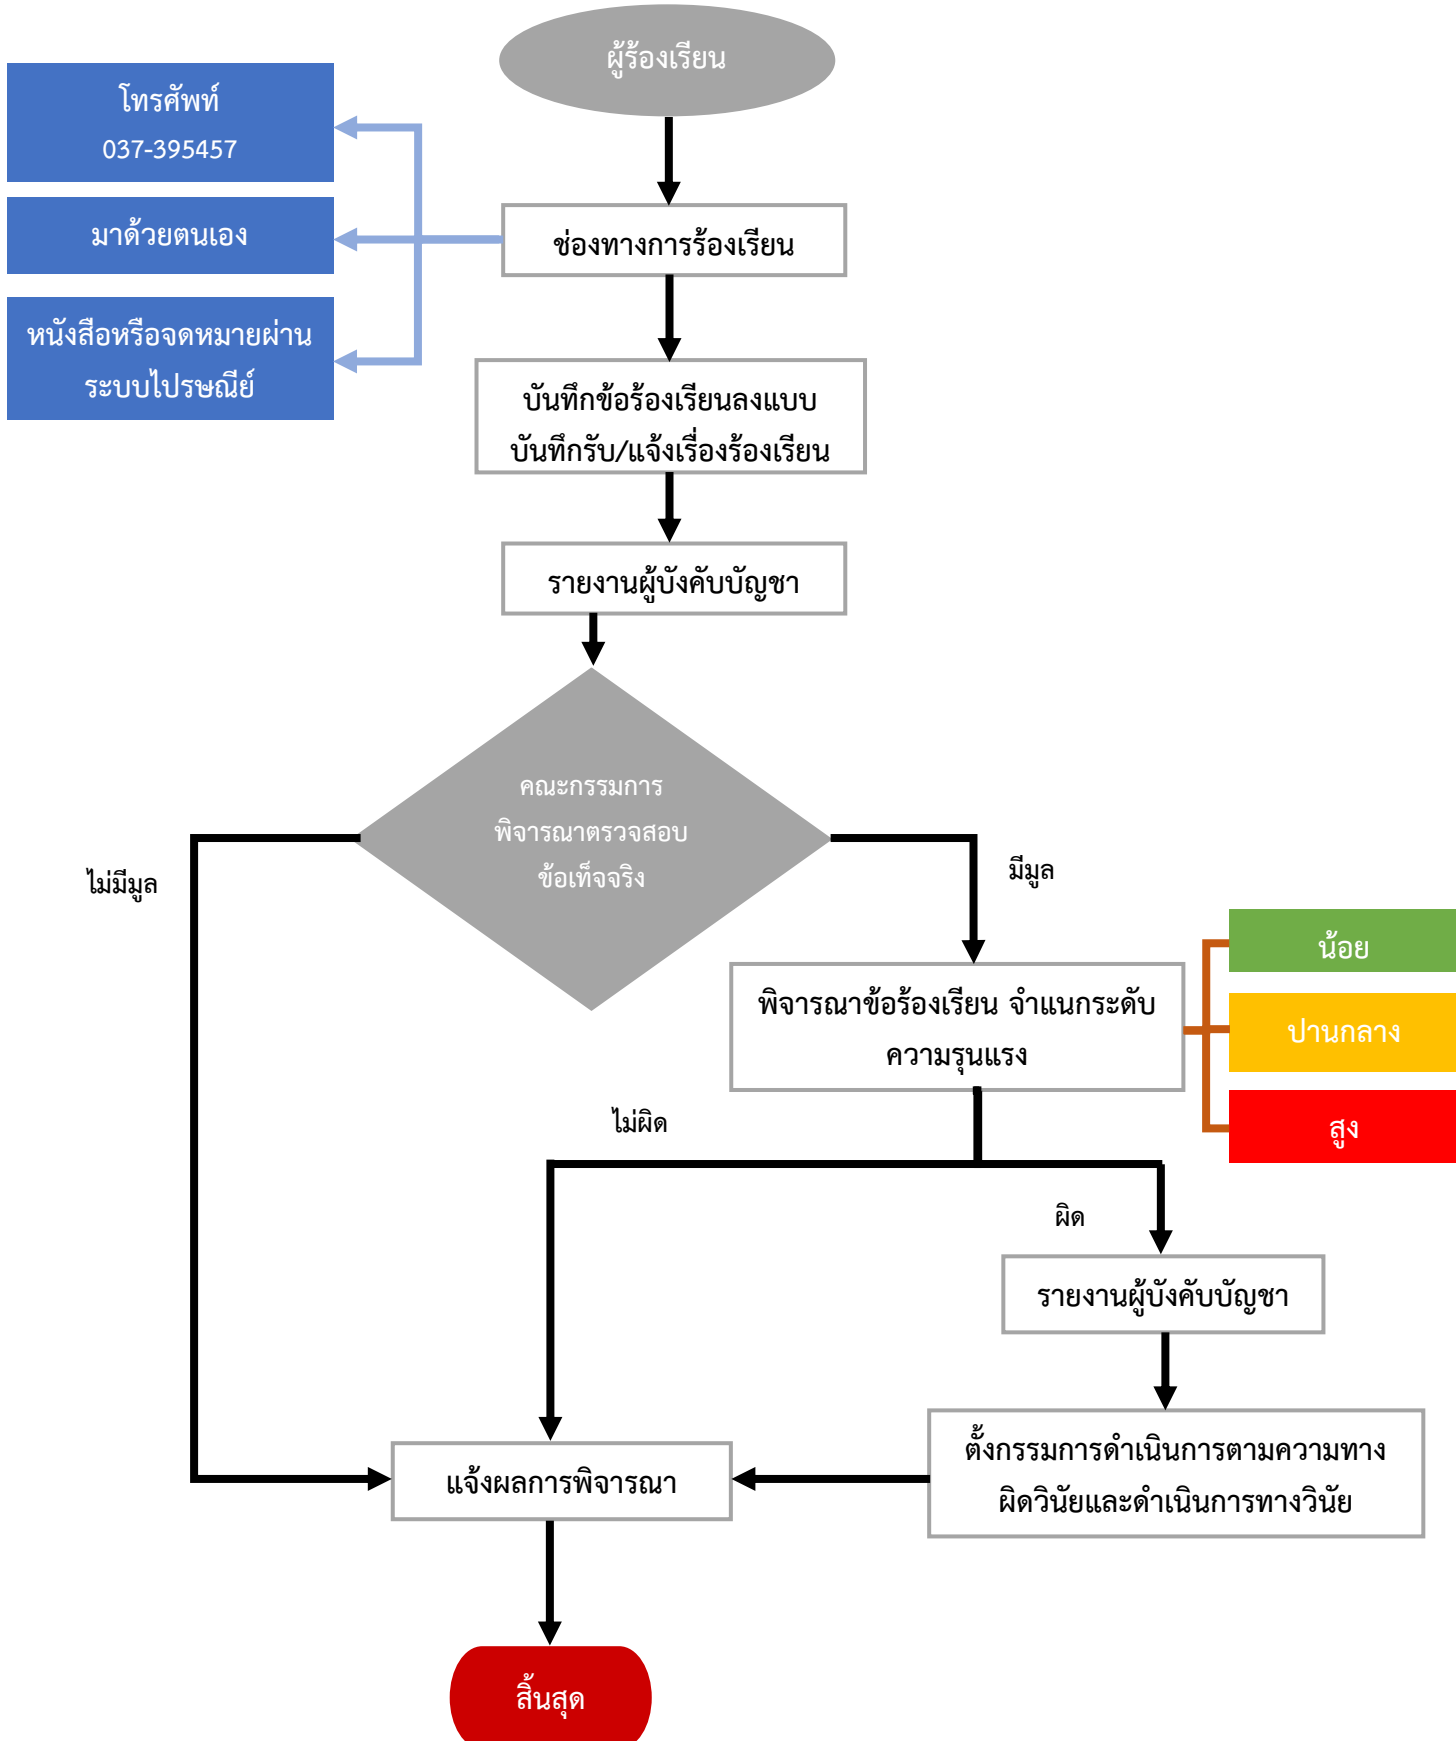 ผู้ร้องเรียน
โทรศัพท์
037-395457
มาด้วยตนเอง
หนังสือหรือจดหมายผ่าน
ระบบไปรษณีย์
ช่องทางการร้องเรียน
บันทึกข้อร้องเรียนลงแบบ
บันทึกรับ/แจ้งเรื่องร้องเรียน
รายงานผู้บังคับบัญชา
คณะกรรมการ
พิจารณาตรวจสอบ
ข้อเท็จจริง
ไม่มีมูล
มีมูล
พิจารณาข้อร้องเรียน จำแนกระดับ
ความรุนแรง
น้อย
ปานกลาง
สูง
ไม่ผิด
ผิด
รายงานผู้บังคับบัญชา
ตั้งกรรมการดำเนินการตามความทาง
ผิดวินัยและดำเนินการทางวินัย
แจ้งผลการพิจารณา
สิ้นสุด